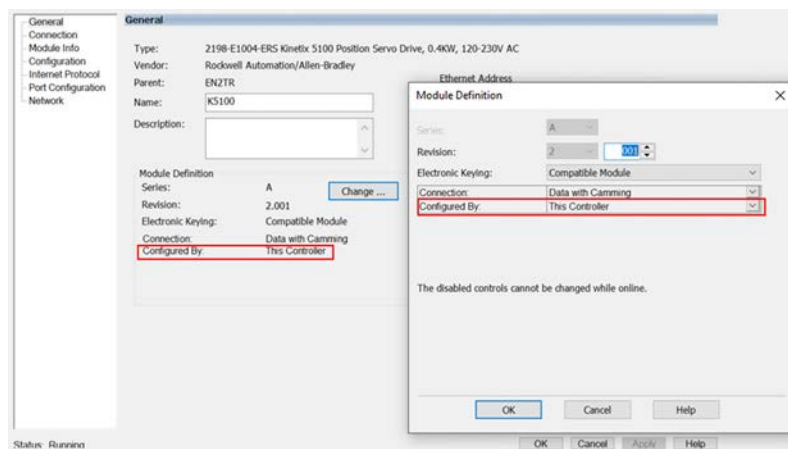 General
Connection
Module Info
Configuration
Internet Protocol
Port Configuration
Network
General
Type: 2198-E1004-ERS Kinetix 5100 Position Servo Drive, 0.4KW, 120-230V AC
Vendor: Rockwell Automation/Allen-Bradley
Parent: EN2TR
Ethernet Address
Name: K5100
Description:
Module Definition
Series: A Change ...
Revision: 2.001
Electronic Keying: Compatible Module
Connection: Data with Camming
Configured By: This Controller
Status: Running
OK Cancel Apply Help
Module Definition
Series: A
Revision: 2 001
Electronic Keying: Compatible Module
Connection: Data with Camming
Configured By: This Controller
The disabled controls cannot be changed while online.
OK Cancel Help